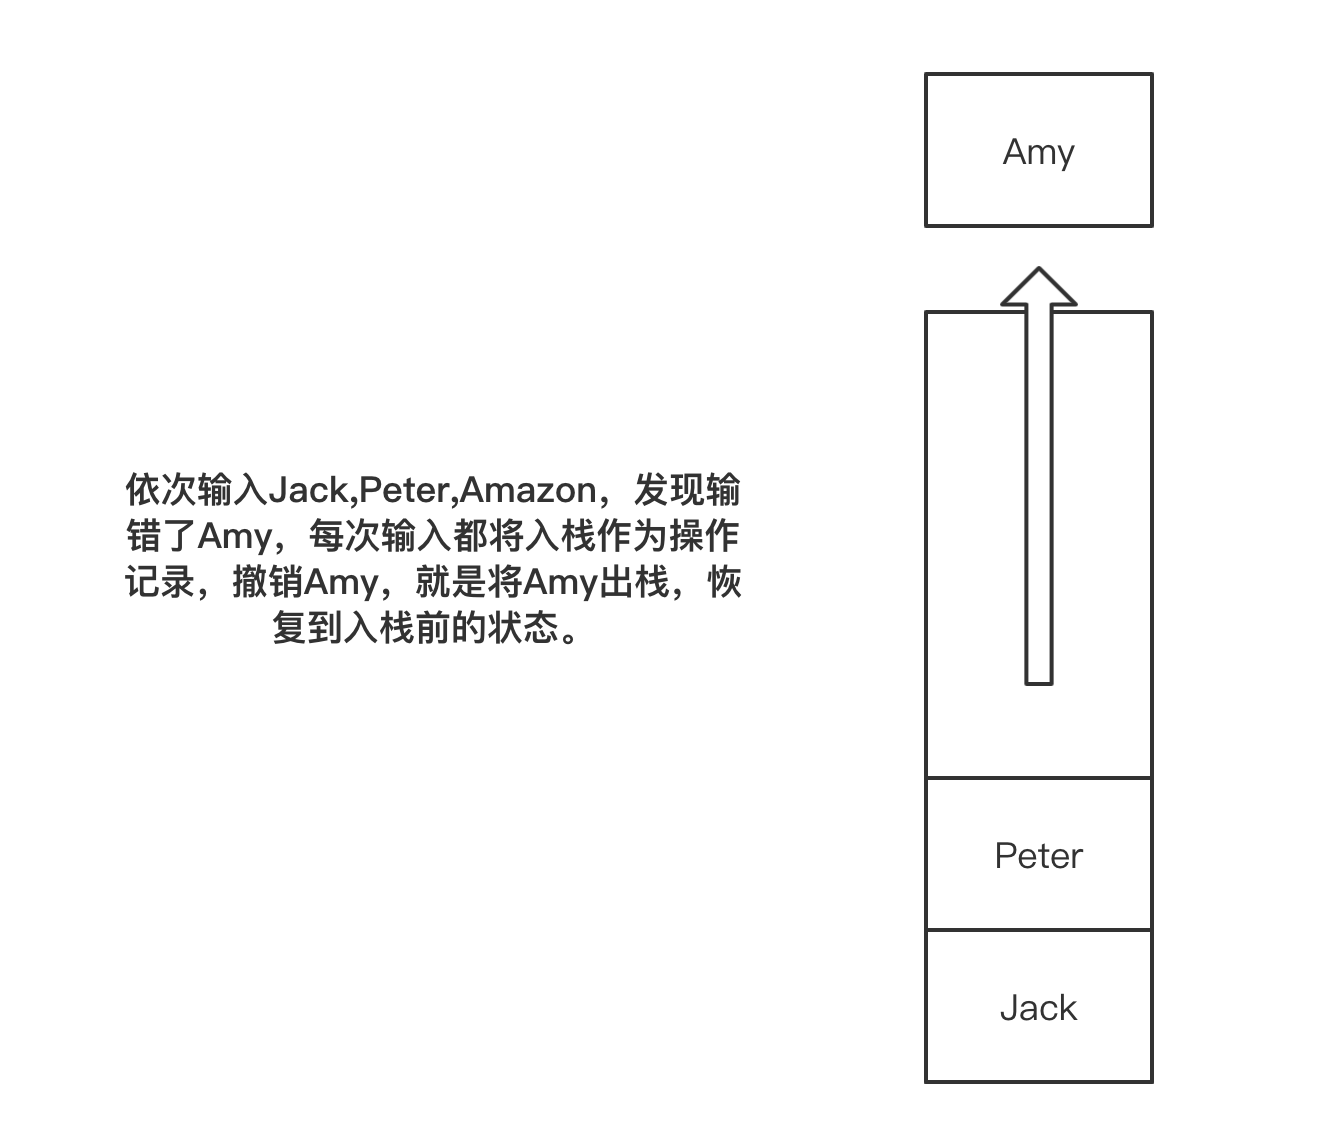 Amy
依次输入Jack,Peter,Amazon，发现输
错了Amy，每次输入都将入栈作为操作
记录，撤销Amy，就是将Amy出栈，恢
复到入栈前的状态。
Peter
Jack